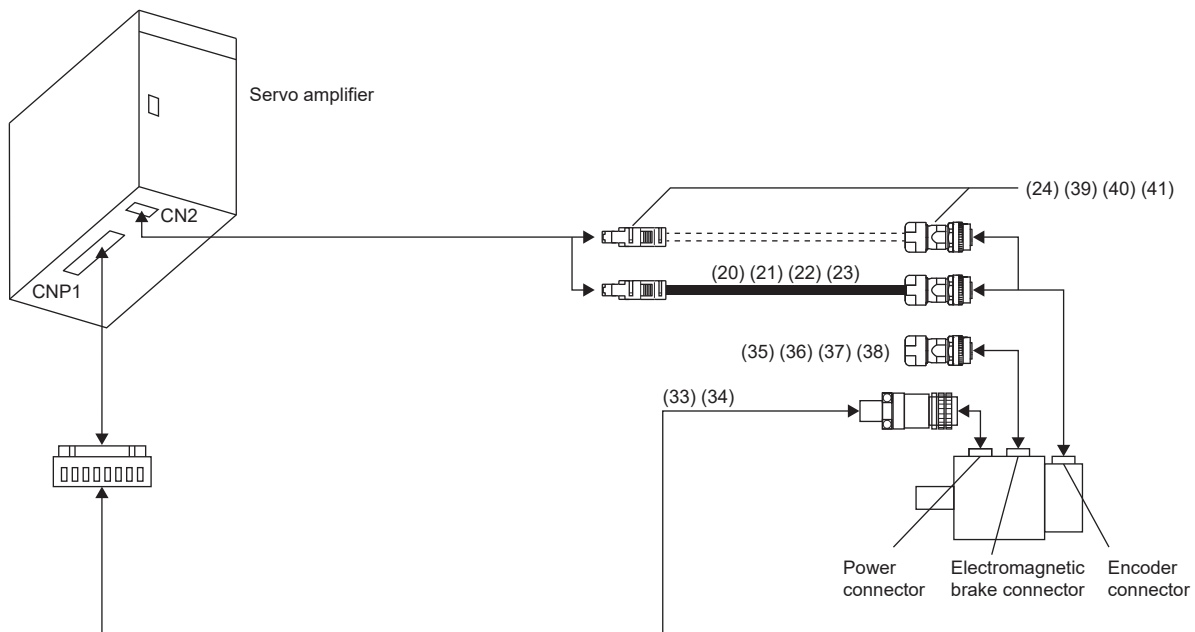 Servo amplifier
CN2
CNP1
(24) (39) (40) (41)
(20) (21) (22) (23)
(35) (36) (37) (38)
(33) (34)
Power
connector
Electromagnetic
brake connector
Encoder
connector